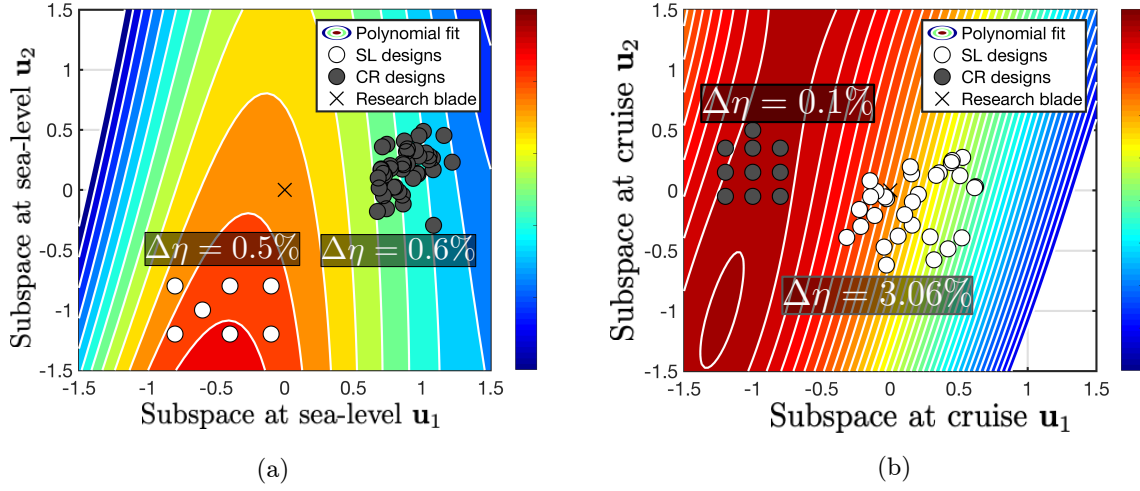 Subspace at sea-level u₂
1.5
1
0.5
0
-0.5
-1
-1.5
Polynomial fit
SL designs
CR designs
Research blade
Δη = 0.5%
Δη = 0.6%
-1.5 -1 -0.5 0 0.5 1 1.5
Subspace at sea-level u₁
(a)
Subspace at cruise u₂
1.5
1
0.5
0
-0.5
-1
-1.5
Polynomial fit
SL designs
CR designs
Research blade
Δη = 0.1%
Δη = 3.06%
-1.5 -1 -0.5 0 0.5 1 1.5
Subspace at cruise u₁
(b)